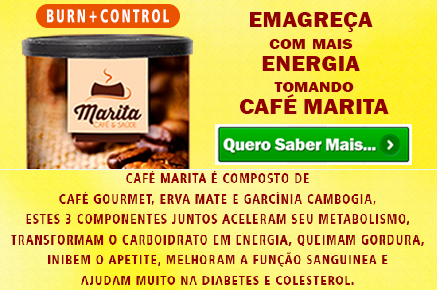 BURN+CONTROL
EMAGREÇA
COM MAIS
ENERGIA
TOMANDO
CAFÉ MARITA
Marita
CAFÉ & SAÚDE
Quero Saber Mais...
CAFÉ MARITA É COMPOSTO DE
CAFÉ GOURMET, ERVA MATE E GARCÍNIA CAMBOGIA,
ESTES 3 COMPONENTES JUNTOS ACELERAM SEU METABOLISMO,
TRANSFORMAM O CARBOIDRATO EM ENERGIA, QUEIMAM GORDURA,
INIBEM O APETITE, MELHORAM A FUNÇÃO SANGUINEA E
AJUDAM MUITO NA DIABETES E COLESTEROL.